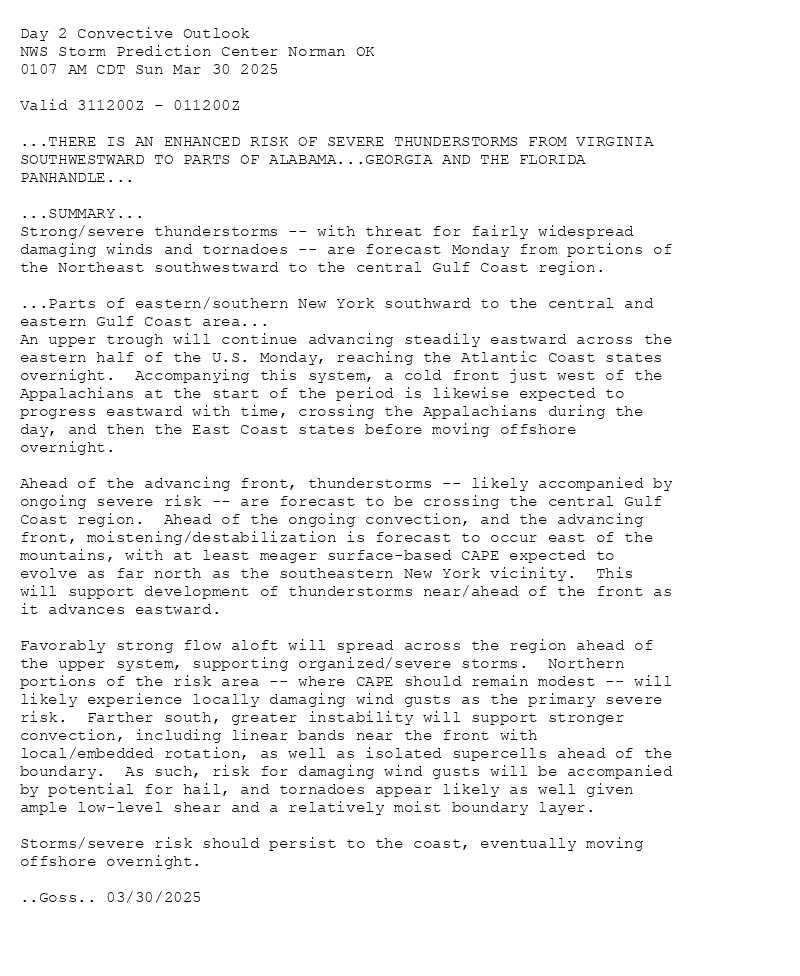 Day 2 Convective Outlook
NWS Storm Prediction Center Norman OK
0107 AM CDT Sun Mar 30 2025

Valid 311200Z - 011200Z

...THERE IS AN ENHANCED RISK OF SEVERE THUNDERSTORMS FROM VIRGINIA
SOUTHWESTWARD TO PARTS OF ALABAMA...GEORGIA AND THE FLORIDA
PANHANDLE...

...SUMMARY...
Strong/severe thunderstorms -- with threat for fairly widespread
damaging winds and tornadoes -- are forecast Monday from portions of
the Northeast southwestward to the central Gulf Coast region.

...Parts of eastern/southern New York southward to the central and
eastern Gulf Coast area...
An upper trough will continue advancing steadily eastward across the
eastern half of the U.S. Monday, reaching the Atlantic Coast states
overnight.  Accompanying this system, a cold front just west of the
Appalachians at the start of the period is likewise expected to
progress eastward with time, crossing the Appalachians during the
day, and then the East Coast states before moving offshore
overnight.

Ahead of the advancing front, thunderstorms -- likely accompanied by
ongoing severe risk -- are forecast to be crossing the central Gulf
Coast region.  Ahead of the ongoing convection, and the advancing
front, moistening/destabilization is forecast to occur east of the
mountains, with at least meager surface-based CAPE expected to
evolve as far north as the southeastern New York vicinity.  This
will support development of thunderstorms near/ahead of the front as
it advances eastward.

Favorably strong flow aloft will spread across the region ahead of
the upper system, supporting organized/severe storms.  Northern
portions of the risk area -- where CAPE should remain modest -- will
likely experience locally damaging wind gusts as the primary severe
risk.  Farther south, greater instability will support stronger
convection, including linear bands near the front with
local/embedded rotation, as well as isolated supercells ahead of the
boundary.  As such, risk for damaging wind gusts will be accompanied
by potential for hail, and tornadoes appear likely as well given
ample low-level shear and a relatively moist boundary layer.

Storms/severe risk should persist to the coast, eventually moving
offshore overnight.

..Goss.. 03/30/2025